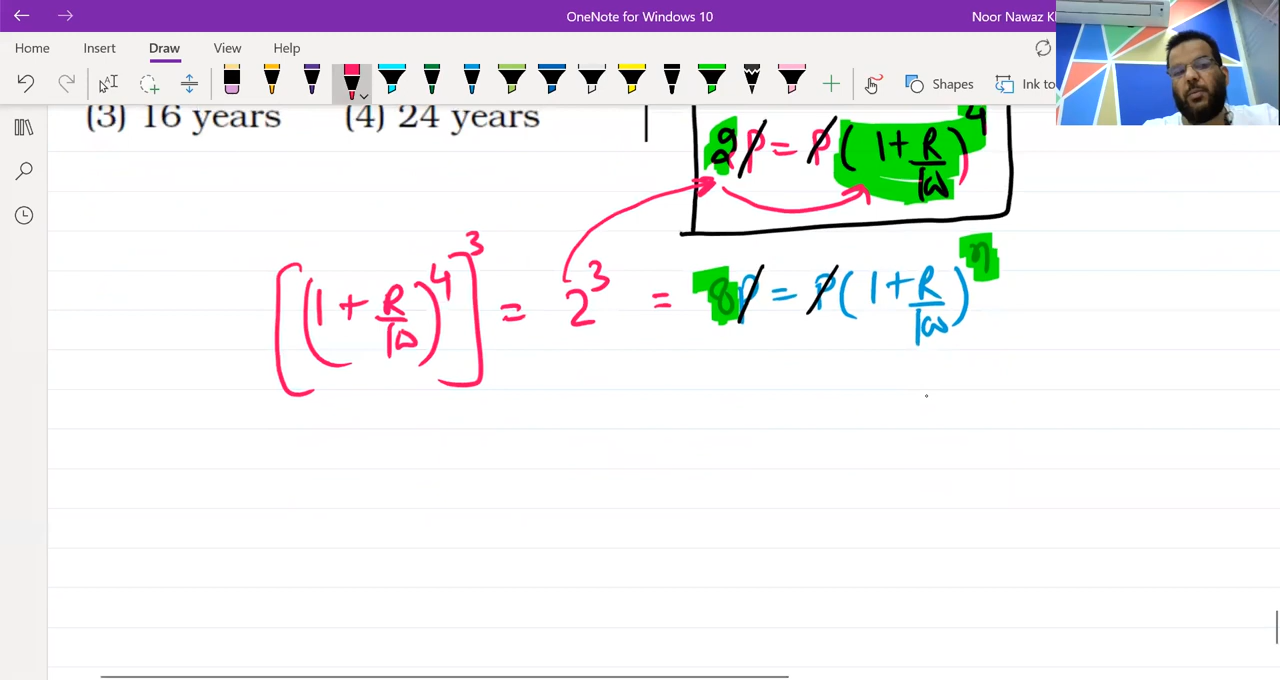 OneNote for Windows 10
Noor Nawaz K
Home Insert Draw View Help
Shapes
Ink to
(3) 16 years (4) 24 years
2P = P(1+R/100)^4
[(1+R/100)^4]^3 = 2^3 = 8P = P(1+R/100)^n